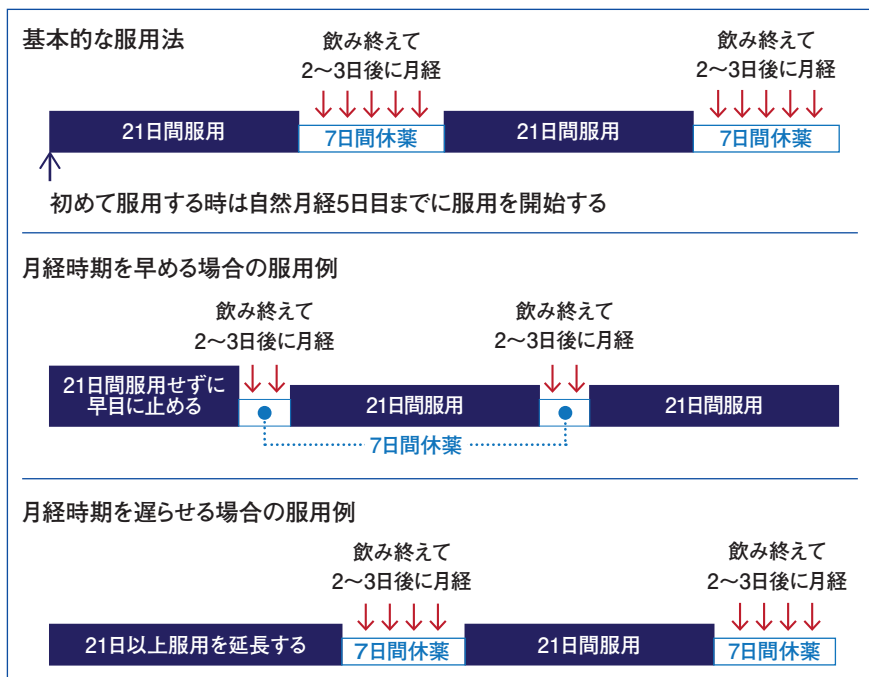 基本的な服用法
飲み終えて
2〜3日後に月経
飲み終えて
2〜3日後に月経
21日間服用
7日間休薬
21日間服用
7日間休薬
初めて服用する時は自然月経5日目までに服用を開始する
月経時期を早める場合の服用例
飲み終えて
2〜3日後に月経
飲み終えて
2〜3日後に月経
21日間服用せずに
早目に止める
21日間服用
21日間服用
7日間休薬
月経時期を遅らせる場合の服用例
飲み終えて
2〜3日後に月経
飲み終えて
2〜3日後に月経
21日以上服用を延長する
7日間休薬
21日間服用
7日間休薬